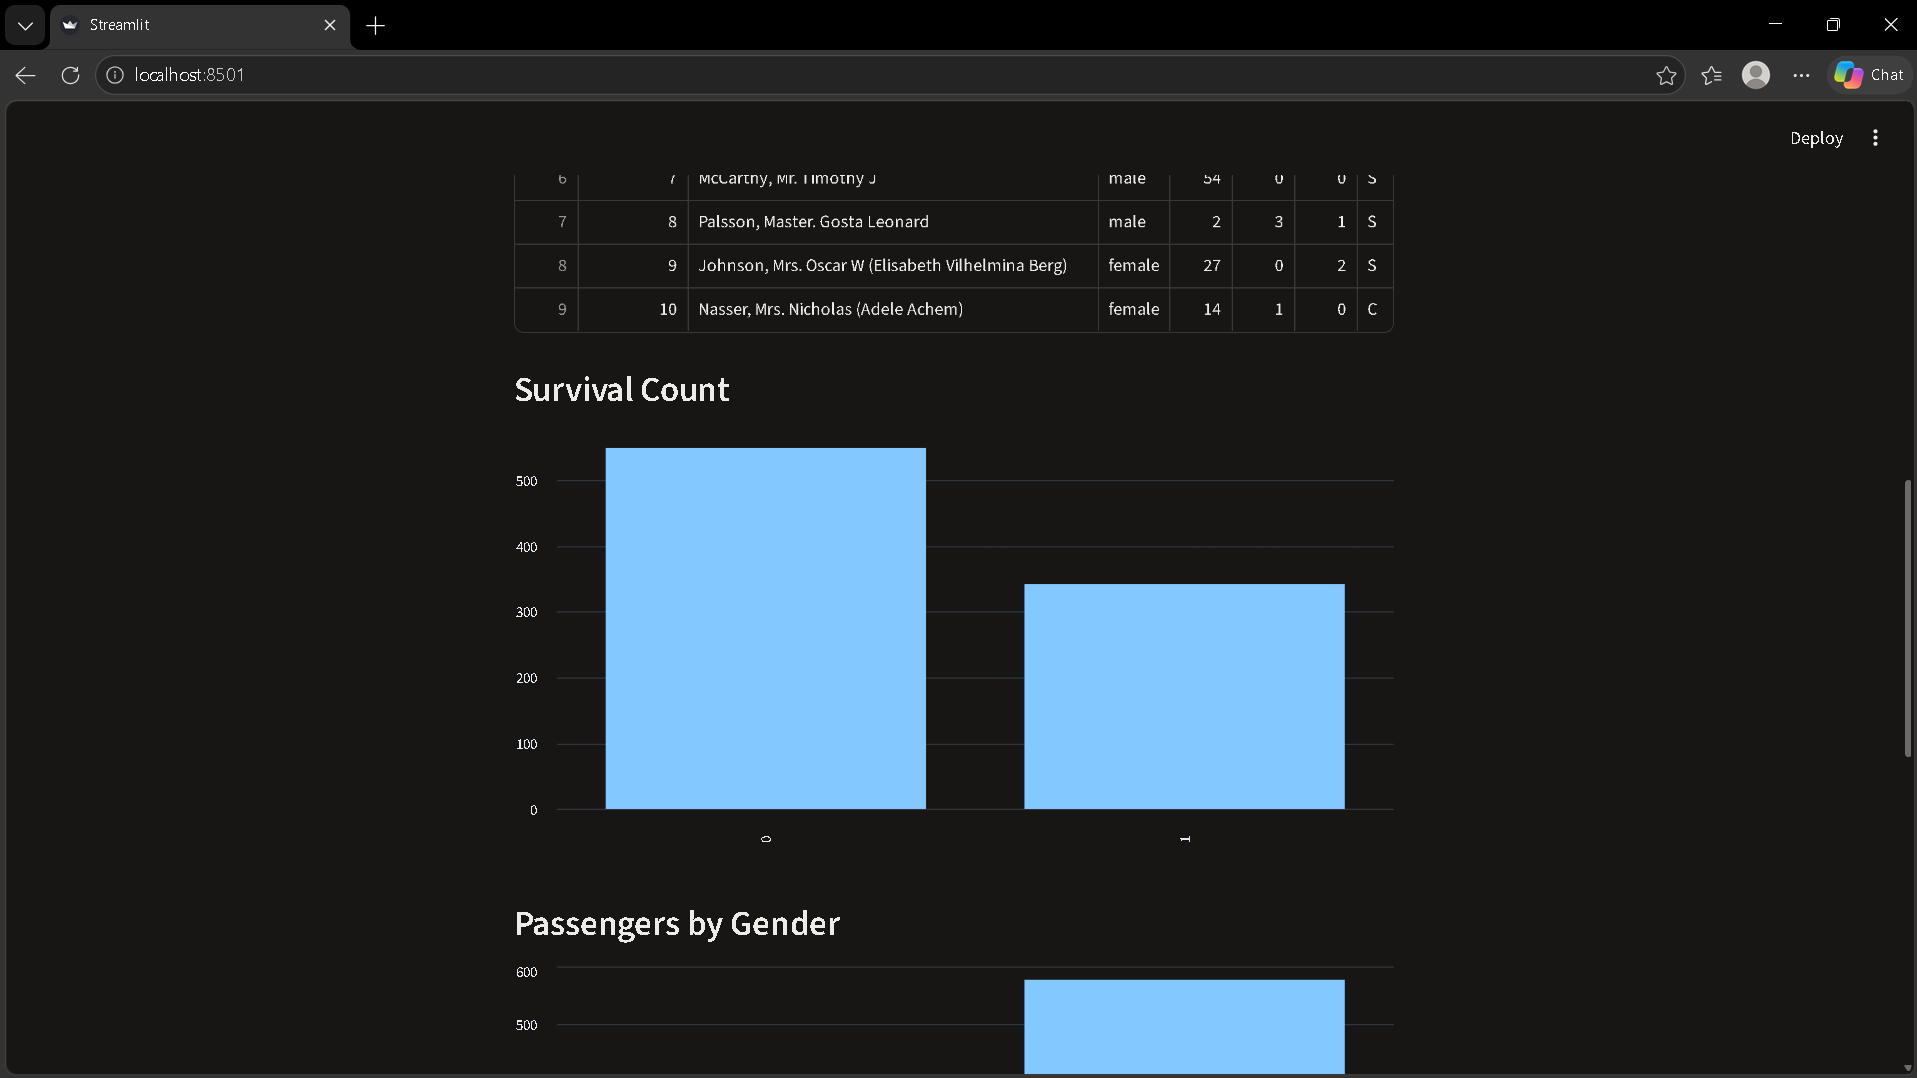 Streamlit
localhost:8501
Chat
Deploy
6 7 McCarthy, Mr. Timothy J male 54 0 0 S
7 8 Palsson, Master. Gosta Leonard male 2 3 1 S
8 9 Johnson, Mrs. Oscar W (Elisabeth Vilhelmina Berg) female 27 0 2 S
9 10 Nasser, Mrs. Nicholas (Adele Achem) female 14 1 0 C
Survival Count
500
400
300
200
100
0
0 1
Passengers by Gender
600
500